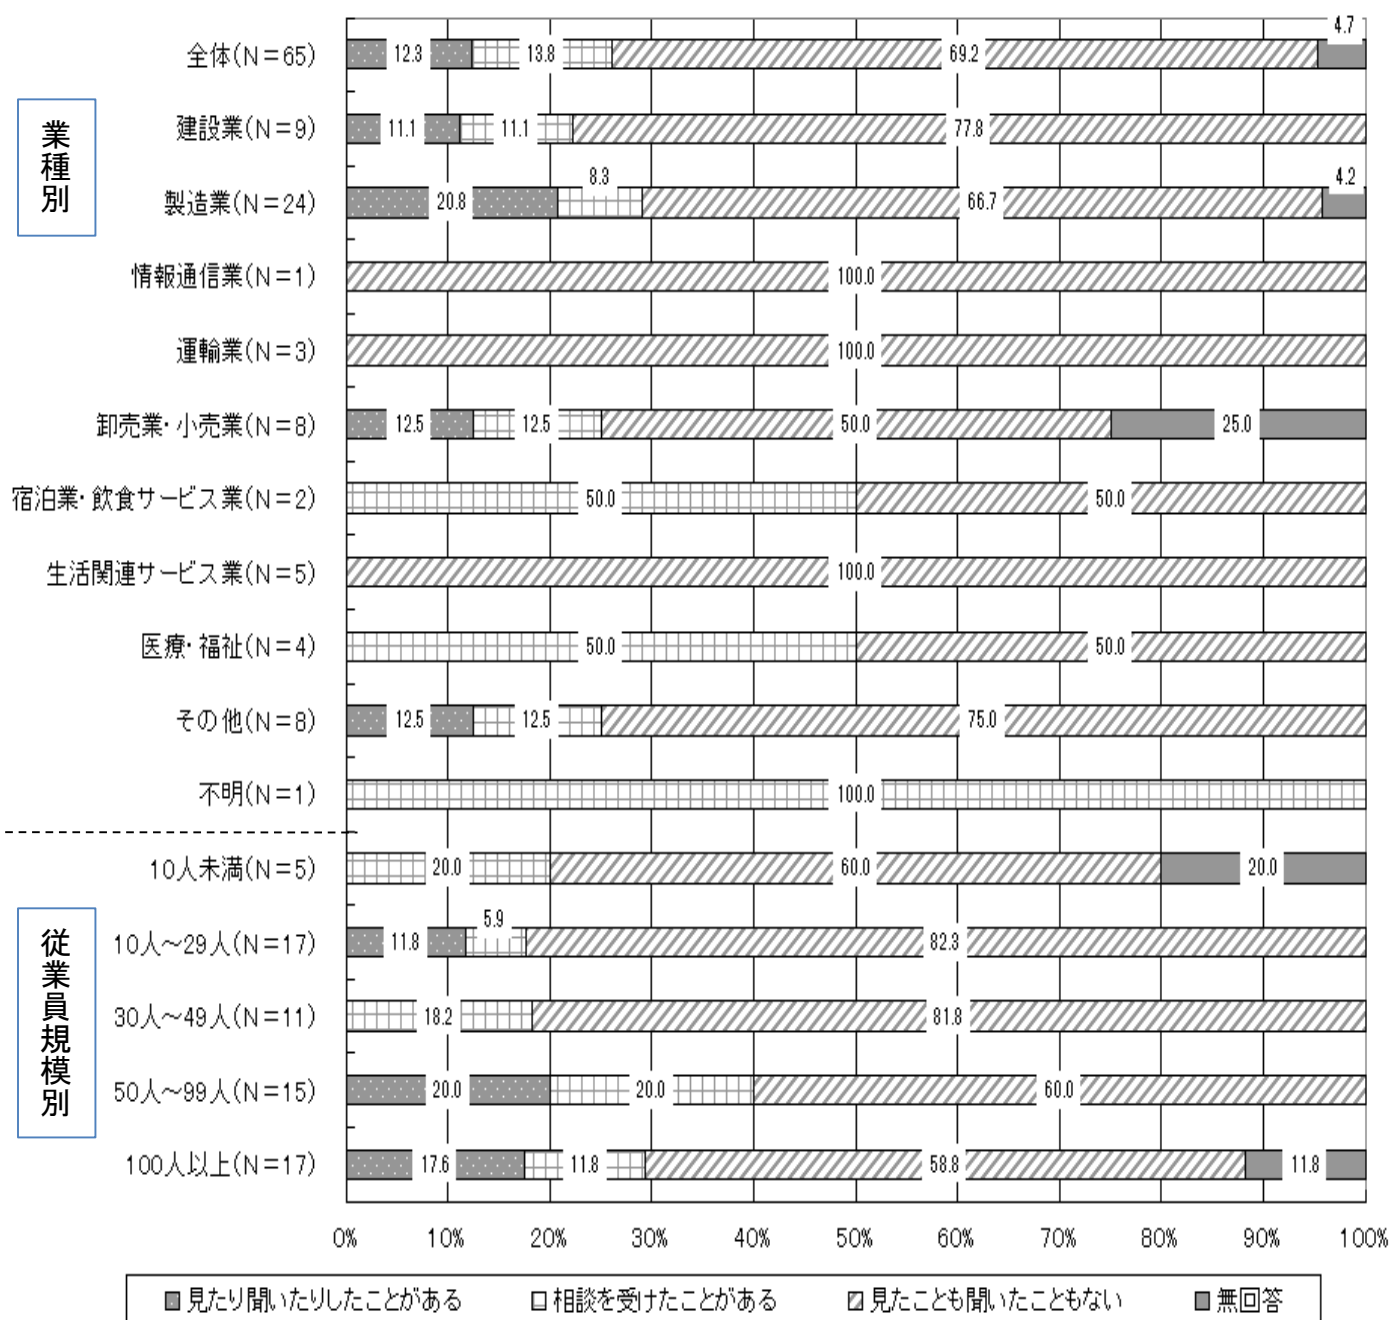 4.7
全体(N=65) 12.3 13.8 69.2
業種別
建設業(N=9) 11.1 11.1 77.8
8.3 4.2
製造業(N=24) 20.8 66.7
情報通信業(N=1) 100.0
運輸業(N=3) 100.0
卸売業・小売業(N=8) 12.5 12.5 50.0 25.0
宿泊業・飲食サービス業(N=2) 50.0 50.0
生活関連サービス業(N=5) 100.0
医療・福祉(N=4) 50.0 50.0
その他(N=8) 12.5 12.5 75.0
不明(N=1) 100.0
10人未満(N=5) 20.0 60.0 20.0
従業員規模別
5.9
10人～29人(N=17) 11.8 82.3
30人～49人(N=11) 18.2 81.8
50人～99人(N=15) 20.0 20.0 60.0
100人以上(N=17) 17.6 11.8 58.8 11.8
0% 10% 20% 30% 40% 50% 60% 70% 80% 90% 100%
見たり聞いたりしたことがある 相談を受けたことがある 見たことも聞いたこともない 無回答